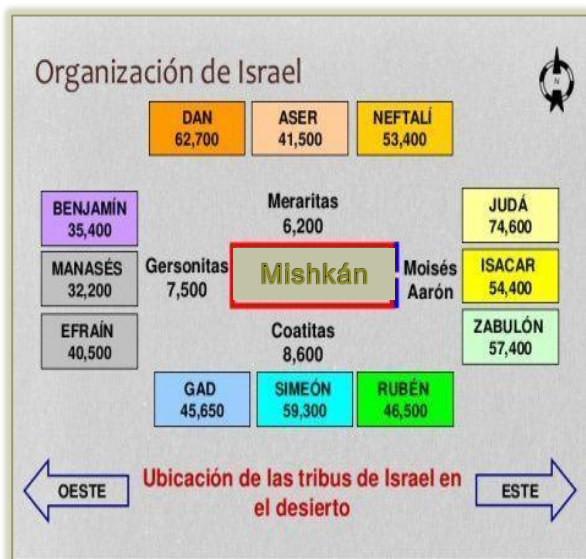 Organización de Israel
N
DAN
62,700
ASER
41,500
NEFTALÍ
53,400
BENJAMÍN
35,400
MANASÉS
32,200
EFRAÍN
40,500
Meraritas
6,200
Gersonitas
7,500
Mishkán
Moisés
Aarón
Coatitas
8,600
JUDÁ
74,600
ISACAR
54,400
ZABULÓN
57,400
GAD
45,650
SIMEÓN
59,300
RUBÉN
46,500
OESTE
Ubicación de las tribus de Israel en
el desierto
ESTE